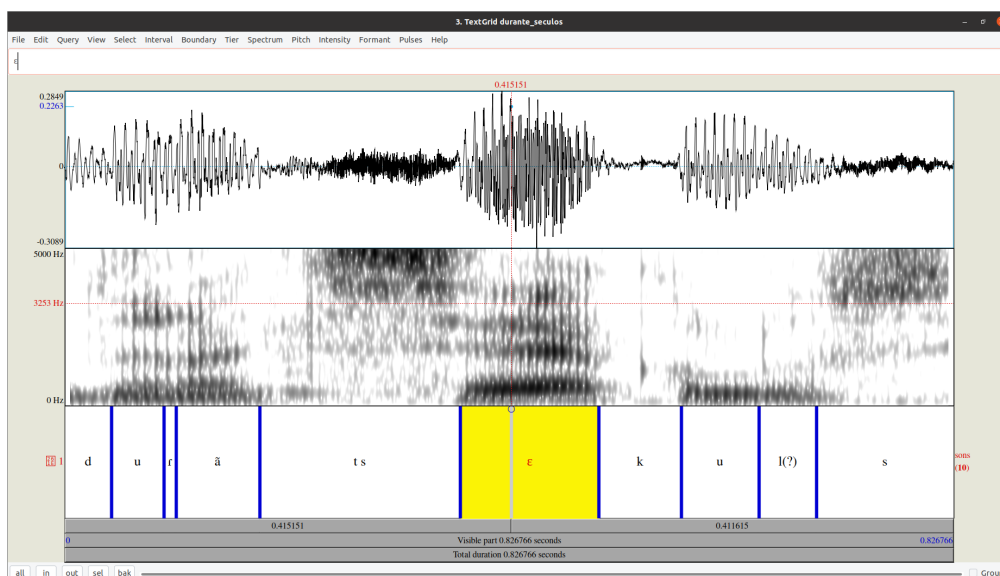 3. TextGrid durante_seculos
File Edit Query View Select Interval Boundary Tier Spectrum Pitch Intensity Formant Pulses Help
ɛ
0.415151
0.2849
0.2263
0
-0.3089
5000 Hz
3253 Hz
0 Hz
1 d u ɾ ã t s ɛ k u l(?) s sons
(10)
0.415151 0.411615
0 Visible part 0.826766 seconds 0.826766
Total duration 0.826766 seconds
all in out sel bak Grou